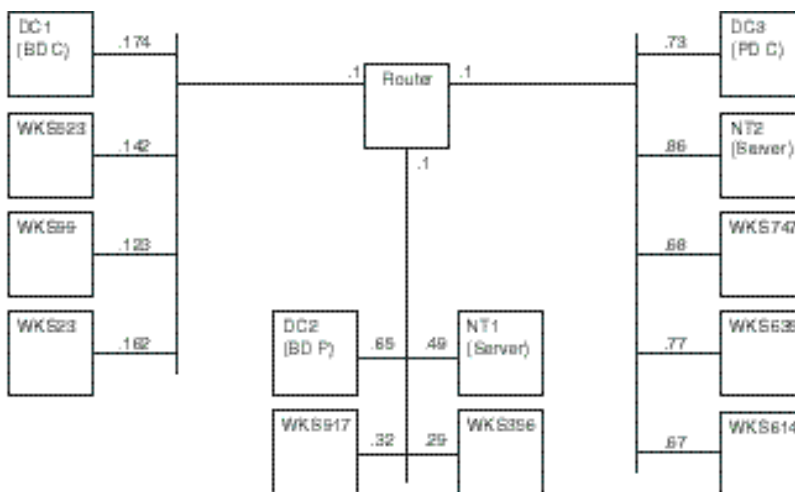 DC1
(BDC)
.174
WKS523
.142
WKS99
.123
WKS23
.162
.1
Router
.1
.1
DC2
(BD P)
.65
.49
NT1
(Server)
WKS917
.32
.29
WKS356
.73
DC3
(PDC)
.86
NT2
(Server)
.68
WKS747
.77
WKS635
.67
WKS614